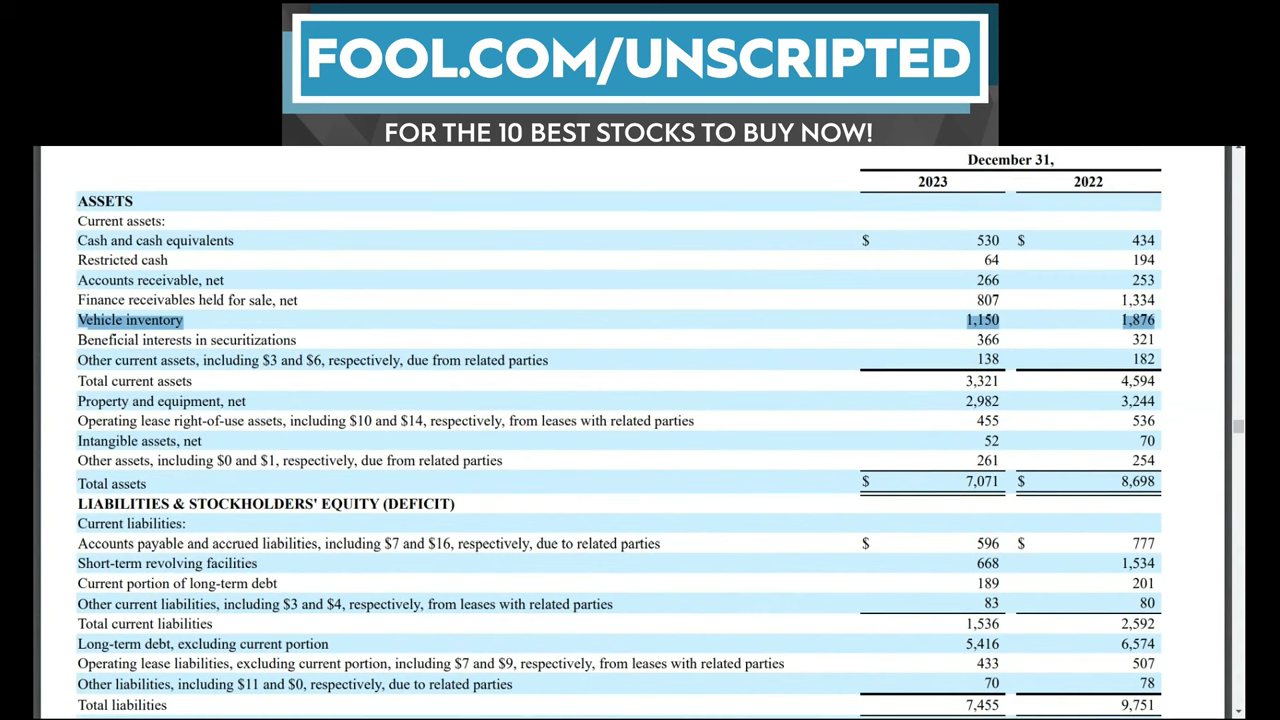 FOOL.COM/UNSCRIPTED
FOR THE 10 BEST STOCKS TO BUY NOW!
December 31,
2023 2022
ASSETS
Current assets:
Cash and cash equivalents $ 530 $ 434
Restricted cash 64 194
Accounts receivable, net 266 253
Finance receivables held for sale, net 807 1,334
Vehicle inventory 1,150 1,876
Beneficial interests in securitizations 366 321
Other current assets, including $3 and $6, respectively, due from related parties 138 182
Total current assets 3,321 4,594
Property and equipment, net 2,982 3,244
Operating lease right-of-use assets, including $10 and $14, respectively, from leases with related parties 455 536
Intangible assets, net 52 70
Other assets, including $0 and $1, respectively, due from related parties 261 254
Total assets $ 7,071 $ 8,698
LIABILITIES & STOCKHOLDERS' EQUITY (DEFICIT)
Current liabilities:
Accounts payable and accrued liabilities, including $7 and $16, respectively, due to related parties $ 596 $ 777
Short-term revolving facilities 668 1,534
Current portion of long-term debt 189 201
Other current liabilities, including $3 and $4, respectively, from leases with related parties 83 80
Total current liabilities 1,536 2,592
Long-term debt, excluding current portion 5,416 6,574
Operating lease liabilities, excluding current portion, including $7 and $9, respectively, from leases with related parties 433 507
Other liabilities, including $11 and $0, respectively, due to related parties 70 78
Total liabilities 7,455 9,751